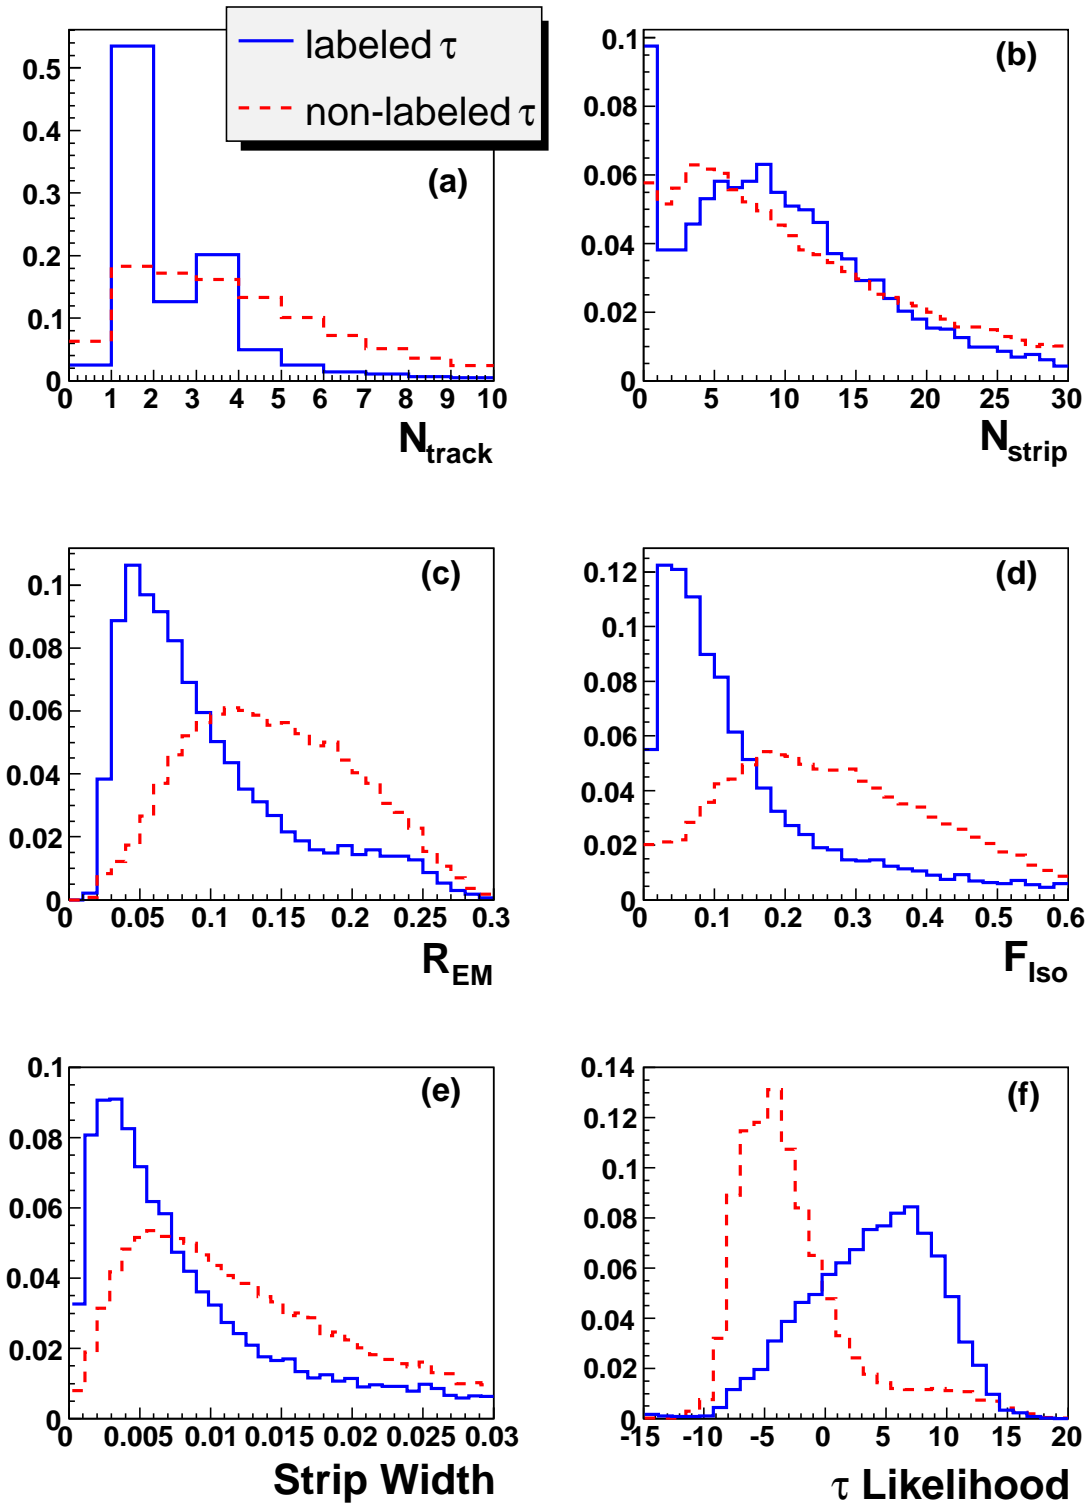 labeled τ
non-labeled τ
(a)
0.5
0.4
0.3
0.2
0.1
0
0 1 2 3 4 5 6 7 8 9 10
N_track
(b)
0.1
0.08
0.06
0.04
0.02
0
0 5 10 15 20 25 30
N_strip
(c)
0.1
0.08
0.06
0.04
0.02
0
0 0.05 0.1 0.15 0.2 0.25 0.3
R_EM
(d)
0.12
0.1
0.08
0.06
0.04
0.02
0
0 0.1 0.2 0.3 0.4 0.5 0.6
F_Iso
(e)
0.1
0.08
0.06
0.04
0.02
0
0 0.005 0.01 0.015 0.02 0.025 0.03
Strip Width
(f)
0.14
0.12
0.1
0.08
0.06
0.04
0.02
0
-15 -10 -5 0 5 10 15 20
τ Likelihood